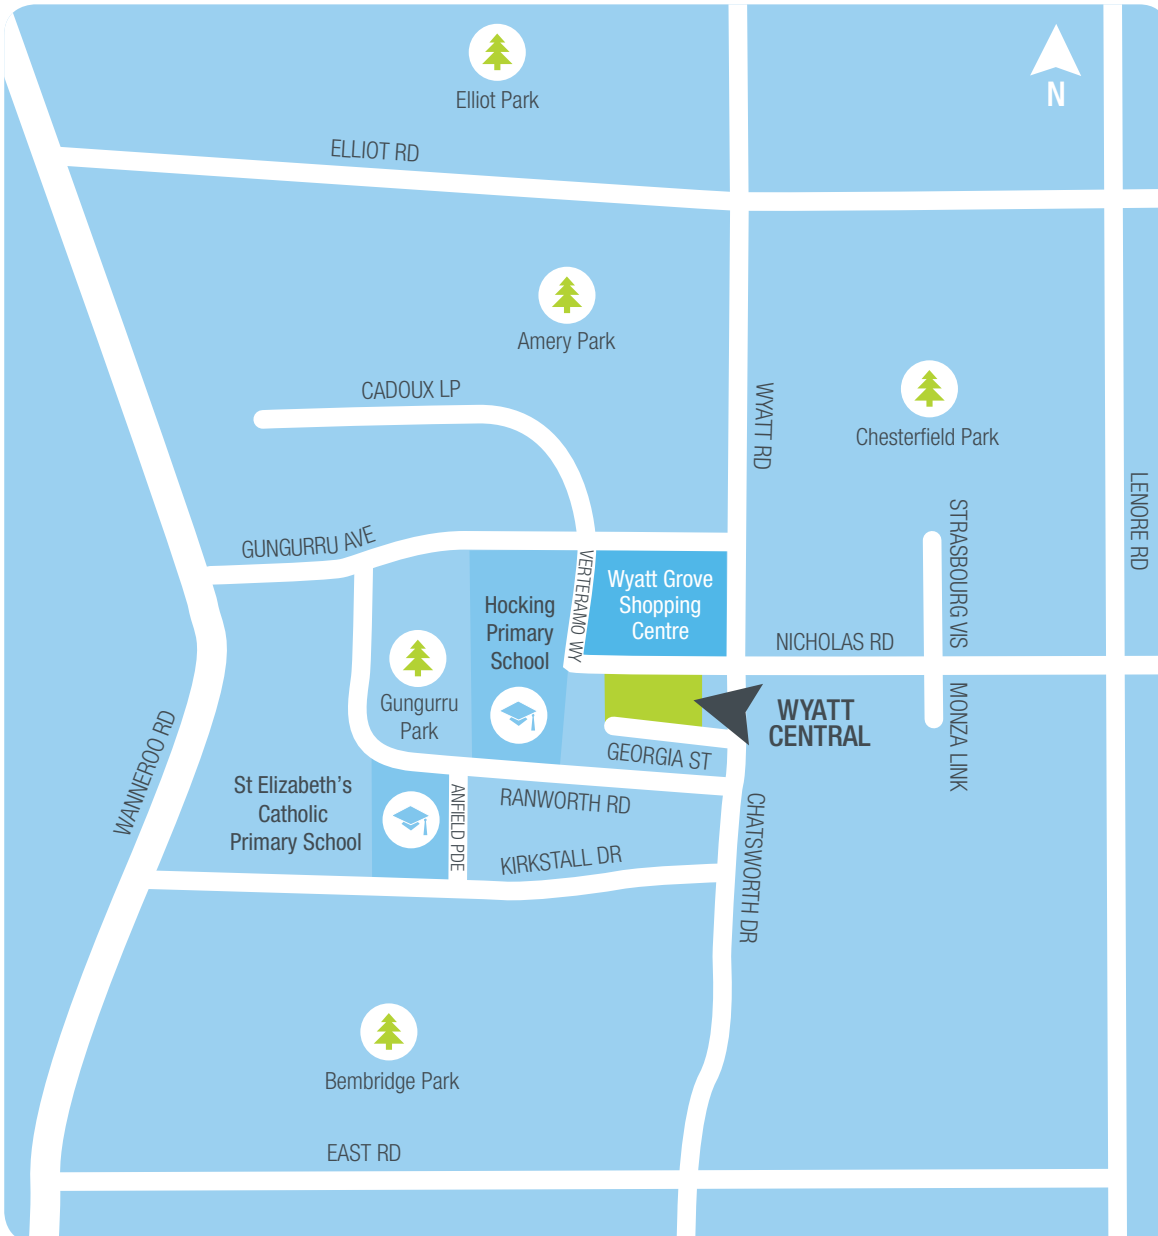 Elliot Park
N
ELLIOT RD
Amery Park
CADOUX LP
WYATT RD
Chesterfield Park
LENORE RD
STRASBOURG VIS
GUNGURRU AVE
VERTERAMO WY
Wyatt Grove
Shopping
Centre
Hocking
Primary
School
NICHOLAS RD
Gungurru
Park
WYATT
CENTRAL
MONZA LINK
GEORGIA ST
WANNEROO RD
St Elizabeth's
Catholic
Primary School
ANFIELD PDE
RANWORTH RD
CHATSWORTH DR
KIRKSTALL DR
Bembridge Park
EAST RD